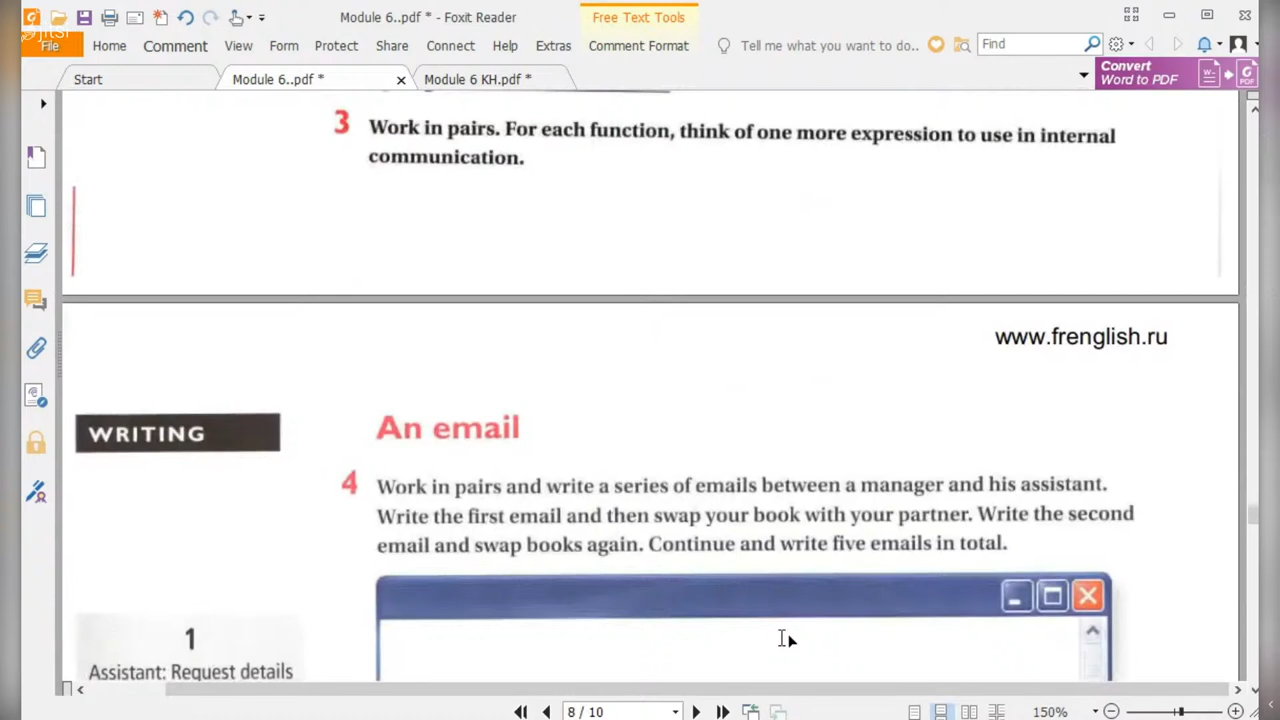 Module 6..pdf * - Foxit Reader
Free Text Tools
File
Home
Comment
View
Form
Protect
Share
Connect
Help
Extras
Comment Format
Tell me what you want to do..
Find
Start
Module 6..pdf *
Module 6 KH.pdf *
Convert
Word to PDF
3 Work in pairs. For each function, think of one more expression to use in internal
communication.
www.frenglish.ru
WRITING
An email
4 Work in pairs and write a series of emails between a manager and his assistant.
Write the first email and then swap your book with your partner. Write the second
email and swap books again. Continue and write five emails in total.
1
Assistant: Request details
8 / 10
150%